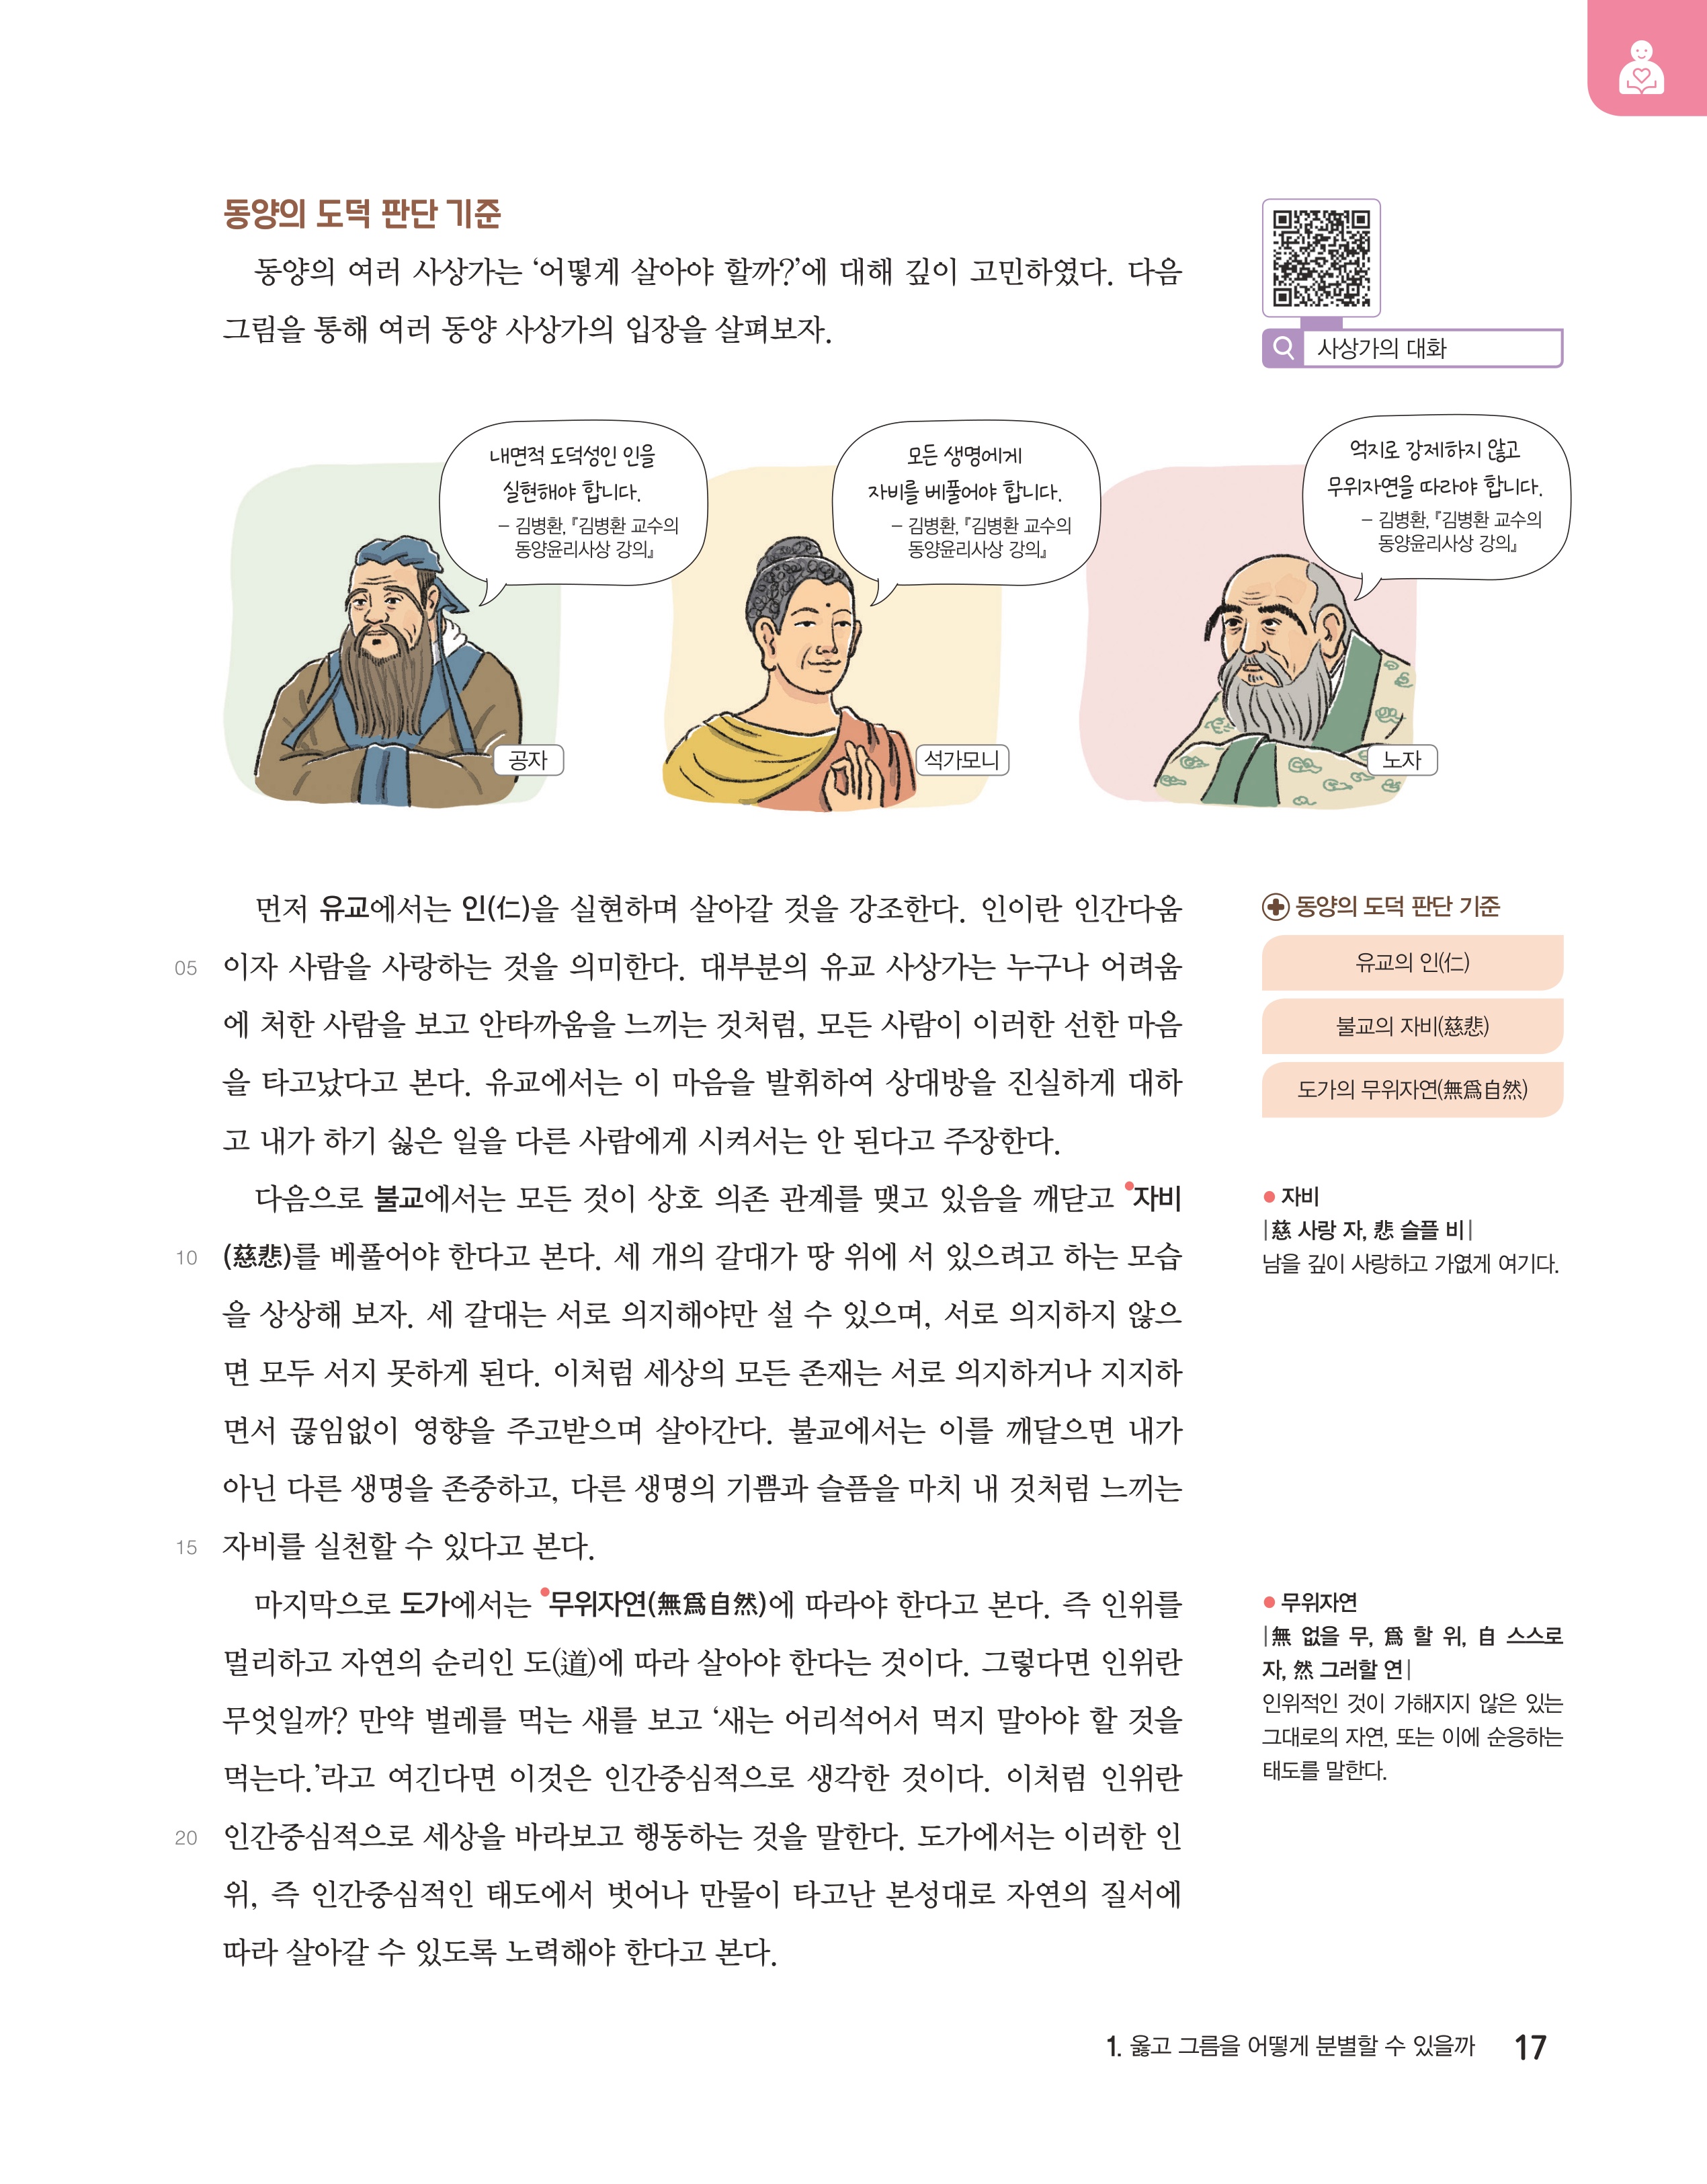 동양의 도덕 판단 기준
동양의 여러 사상가는 ‘어떻게 살아야 할까?’에 대해 깊이 고민하였다. 다음
그림을 통해 여러 동양 사상가의 입장을 살펴보자.
사상가의 대화
내면적 도덕성인 인을
실현해야 합니다.
– 김병환, 『김병환 교수의
동양윤리사상 강의』
공자
모든 생명에게
자비를 베풀어야 합니다.
– 김병환, 『김병환 교수의
동양윤리사상 강의』
석가모니
억지로 강제하지 않고
무위자연을 따라야 합니다.
– 김병환, 『김병환 교수의
동양윤리사상 강의』
노자
먼저 유교에서는 인(仁)을 실현하며 살아갈 것을 강조한다. 인이란 인간다움
05 이자 사람을 사랑하는 것을 의미한다. 대부분의 유교 사상가는 누구나 어려움
에 처한 사람을 보고 안타까움을 느끼는 것처럼, 모든 사람이 이러한 선한 마음
을 타고났다고 본다. 유교에서는 이 마음을 발휘하여 상대방을 진실하게 대하
고 내가 하기 싫은 일을 다른 사람에게 시켜서는 안 된다고 주장한다.
다음으로 불교에서는 모든 것이 상호 의존 관계를 맺고 있음을 깨닫고 •자비
10 (慈悲)를 베풀어야 한다고 본다. 세 개의 갈대가 땅 위에 서 있으려고 하는 모습
을 상상해 보자. 세 갈대는 서로 의지해야만 설 수 있으며, 서로 의지하지 않으
면 모두 서지 못하게 된다. 이처럼 세상의 모든 존재는 서로 의지하거나 지지하
면서 끊임없이 영향을 주고받으며 살아간다. 불교에서는 이를 깨달으면 내가
아닌 다른 생명을 존중하고, 다른 생명의 기쁨과 슬픔을 마치 내 것처럼 느끼는
15 자비를 실천할 수 있다고 본다.
마지막으로 도가에서는 •무위자연(無爲自然)에 따라야 한다고 본다. 즉 인위를
멀리하고 자연의 순리인 도(道)에 따라 살아야 한다는 것이다. 그렇다면 인위란
무엇일까? 만약 벌레를 먹는 새를 보고 ‘새는 어리석어서 먹지 말아야 할 것을
먹는다.’라고 여긴다면 이것은 인간중심적으로 생각한 것이다. 이처럼 인위란
20 인간중심적으로 세상을 바라보고 행동하는 것을 말한다. 도가에서는 이러한 인
위, 즉 인간중심적인 태도에서 벗어나 만물이 타고난 본성대로 자연의 질서에
따라 살아갈 수 있도록 노력해야 한다고 본다.
동양의 도덕 판단 기준
유교의 인(仁)
불교의 자비(慈悲)
도가의 무위자연(無爲自然)
• 자비
|慈 사랑 자, 悲 슬플 비|
남을 깊이 사랑하고 가엾게 여기다.
• 무위자연
|無 없을 무, 爲 할 위, 自 스스로
자, 然 그러할 연|
인위적인 것이 가해지지 않은 있는
그대로의 자연, 또는 이에 순응하는
태도를 말한다.
1. 옳고 그름을 어떻게 분별할 수 있을까 17